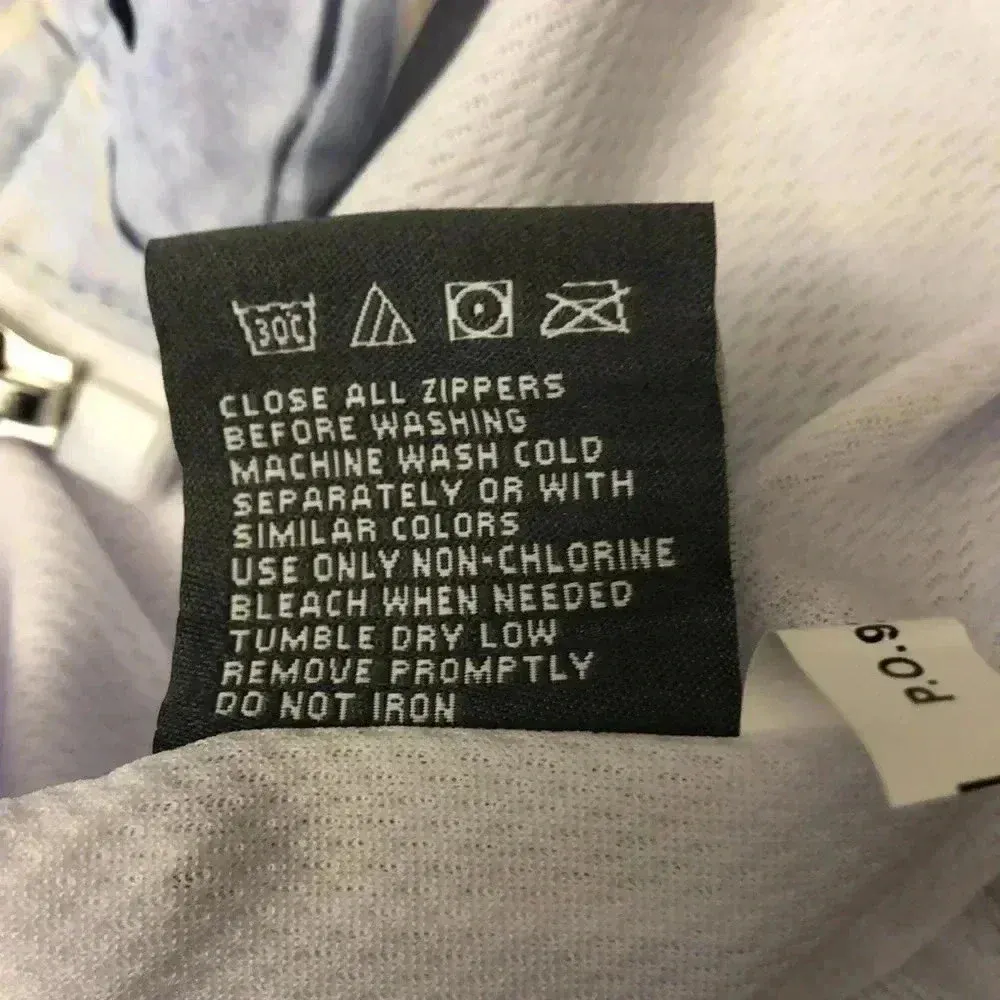 30C
CLOSE ALL ZIPPERS
BEFORE WASHING
MACHINE WASH COLD
SEPARATELY OR WITH
SIMILAR COLORS
USE ONLY NON-CHLORINE
BLEACH WHEN NEEDED
TUMBLE DRY LOW
REMOVE PROMPTLY
DO NOT IRON
P.O.9